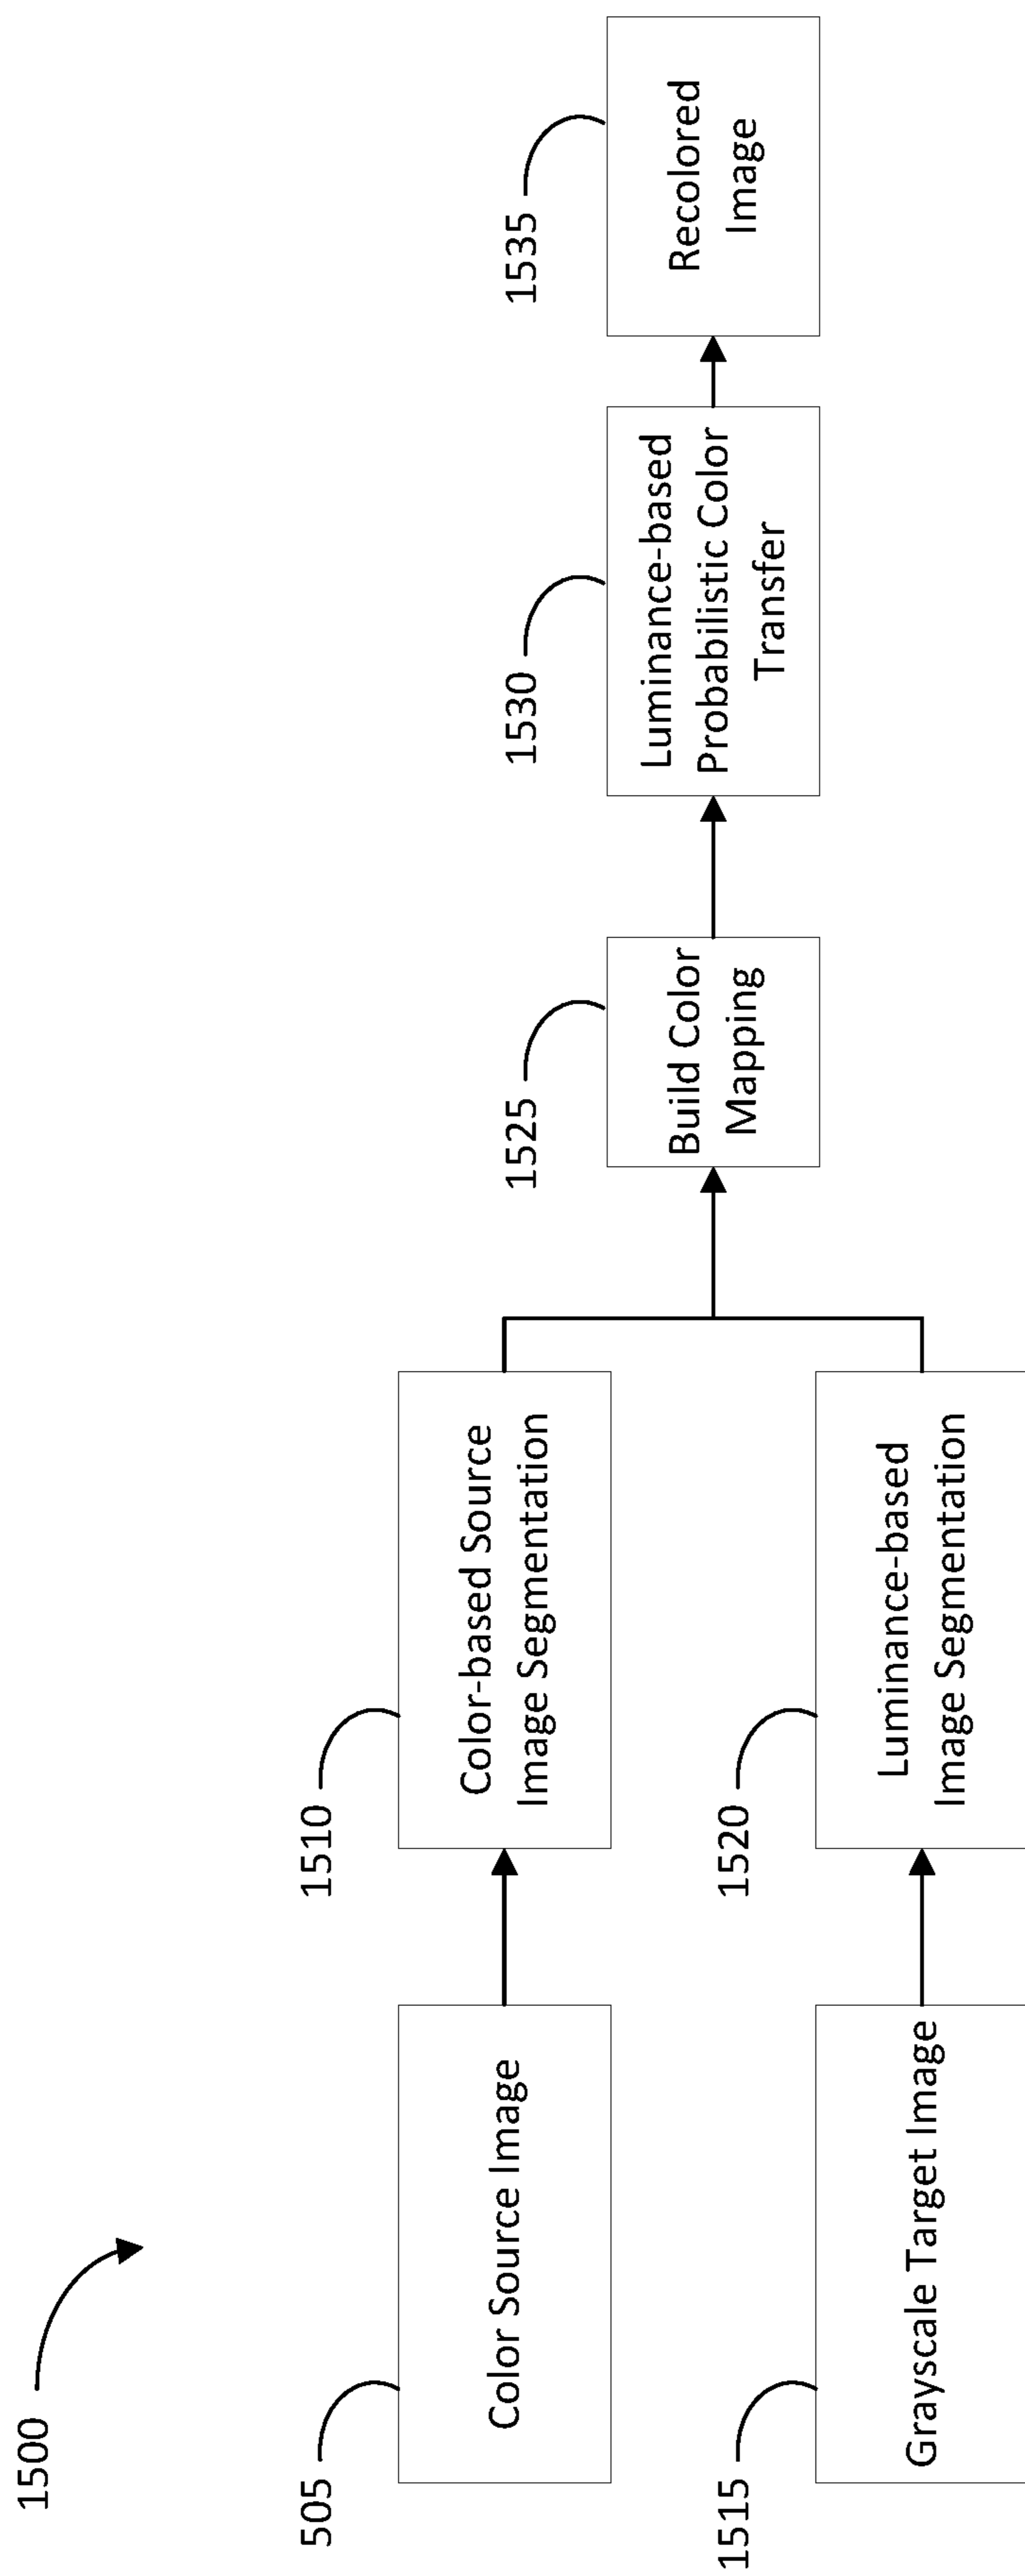 1500
505
Color Source Image
1510
Color-based Source
Image Segmentation
1515
Grayscale Target Image
1520
Luminance-based
Image Segmentation
1525
Build Color
Mapping
1530
Luminance-based
Probabilistic Color
Transfer
1535
Recolored
Image